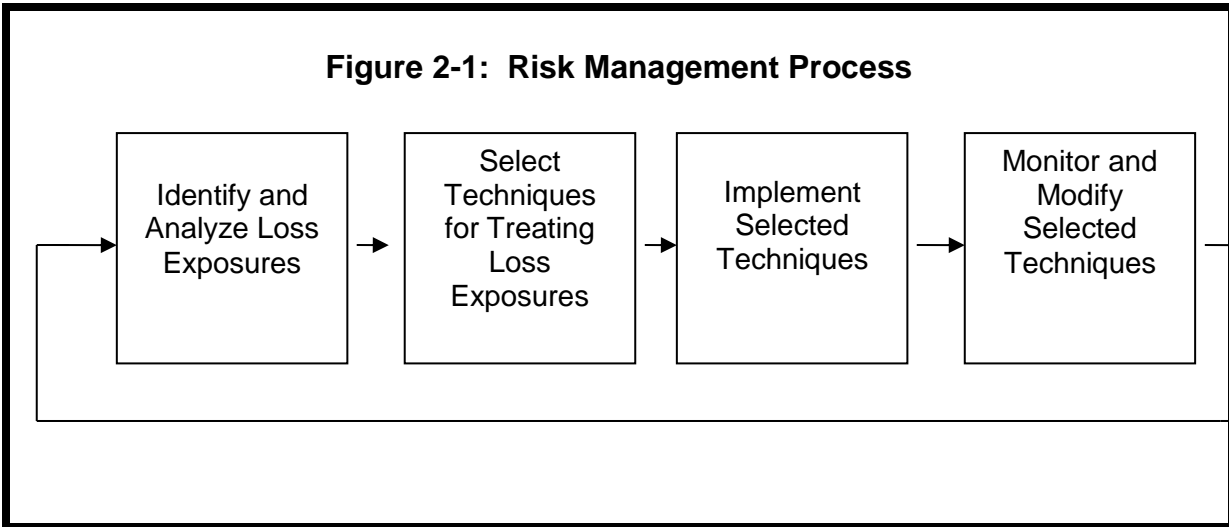 Figure 2-1: Risk Management Process
Identify and
Analyze Loss
Exposures
Select
Techniques
for Treating
Loss
Exposures
Implement
Selected
Techniques
Monitor and
Modify
Selected
Techniques